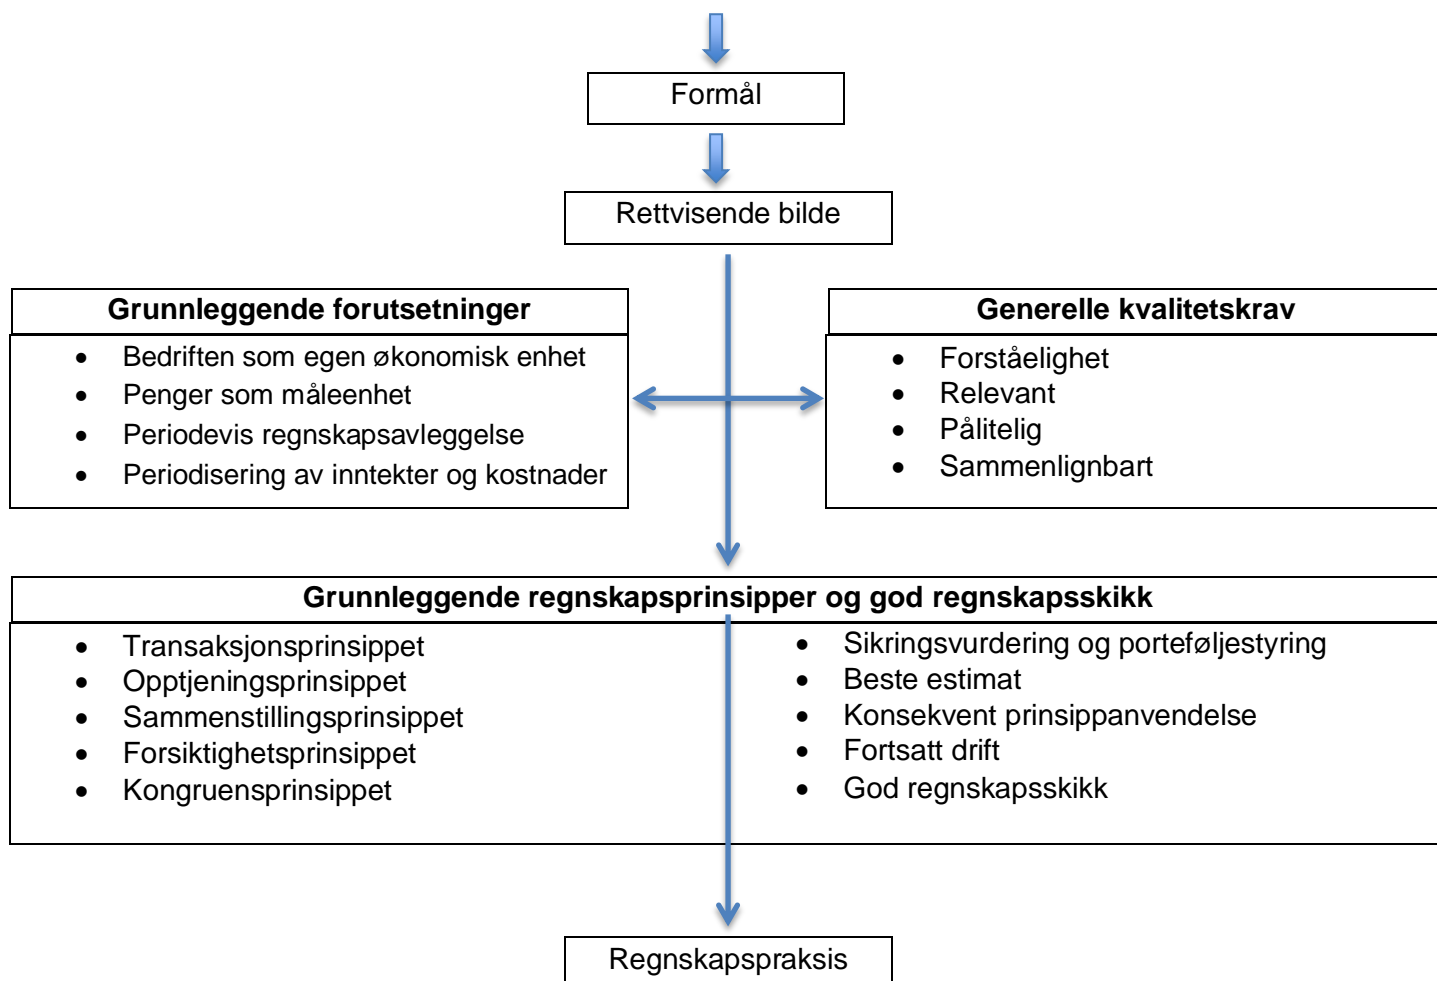 Formål
Rettvisende bilde
Grunnleggende forutsetninger
• Bedriften som egen økonomisk enhet
• Penger som måleenhet
• Periodevis regnskapsavleggelse
• Periodisering av inntekter og kostnader
Generelle kvalitetskrav
• Forståelighet
• Relevant
• Pålitelig
• Sammenlignbart
Grunnleggende regnskapsprinsipper og god regnskapsskikk
• Transaksjonsprinsippet
• Opptjeningsprinsippet
• Sammenstillingsprinsippet
• Forsiktighetsprinsippet
• Kongruensprinsippet
• Sikringsvurdering og porteføljestyring
• Beste estimat
• Konsekvent prinsippanvendelse
• Fortsatt drift
• God regnskapsskikk
Regnskapspraksis